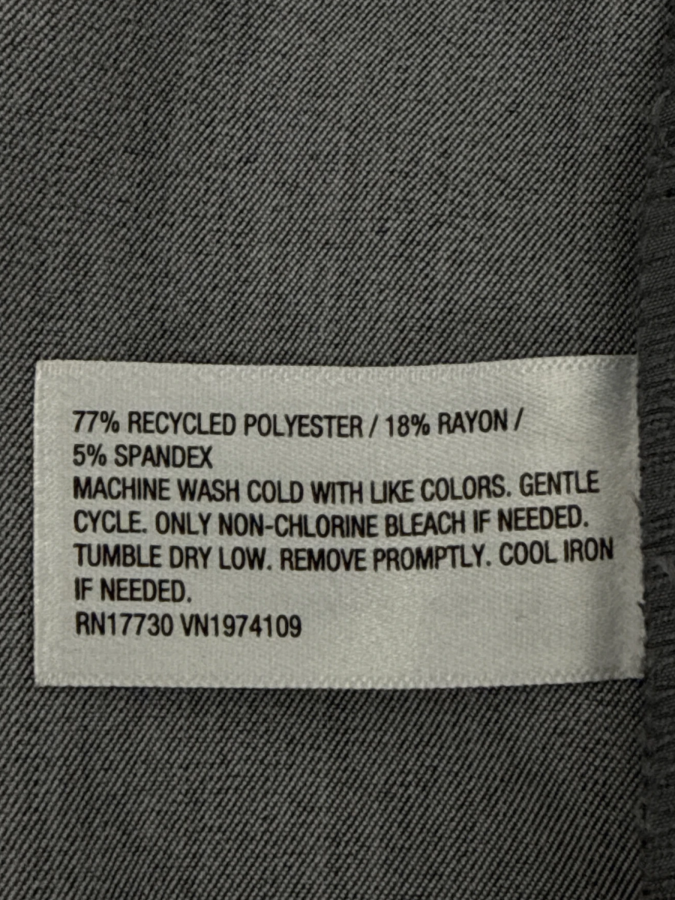 77% RECYCLED POLYESTER / 18% RAYON /
5% SPANDEX
MACHINE WASH COLD WITH LIKE COLORS. GENTLE
CYCLE. ONLY NON-CHLORINE BLEACH IF NEEDED.
TUMBLE DRY LOW. REMOVE PROMPTLY. COOL IRON
IF NEEDED.
RN17730 VN1974109